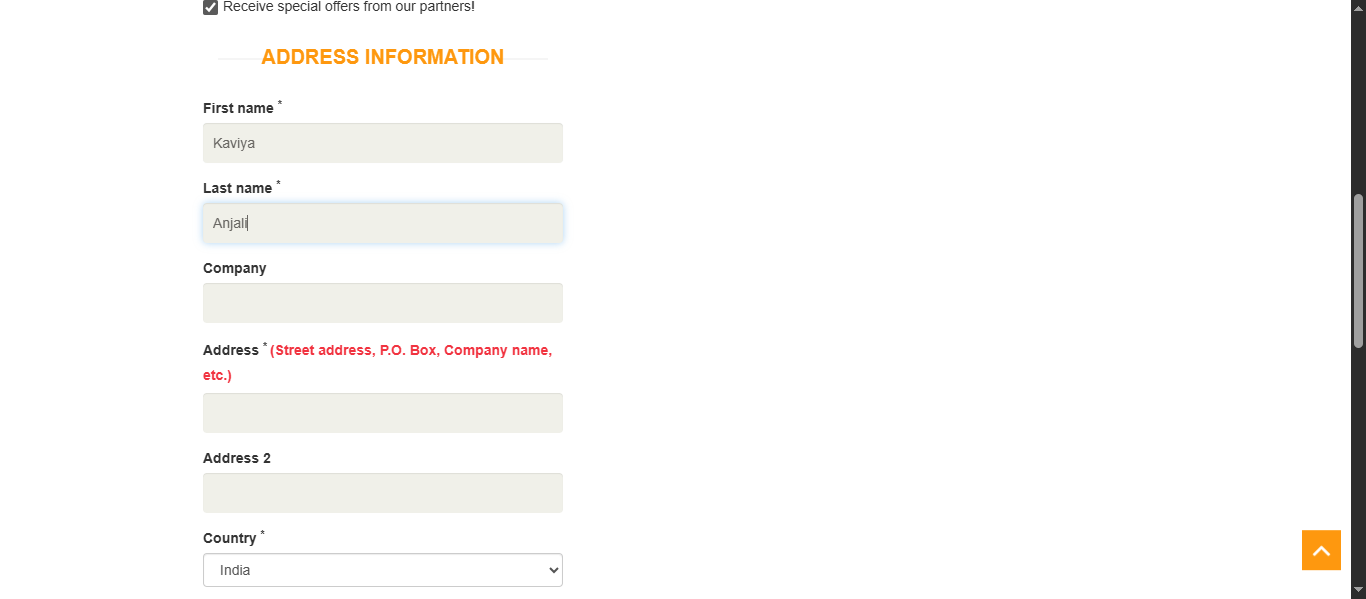 Receive special offers from our partners!
ADDRESS INFORMATION
First name *
Kaviya
Last name *
Anjali
Company
Address * (Street address, P.O. Box, Company name,
etc.)
Address 2
Country *
India